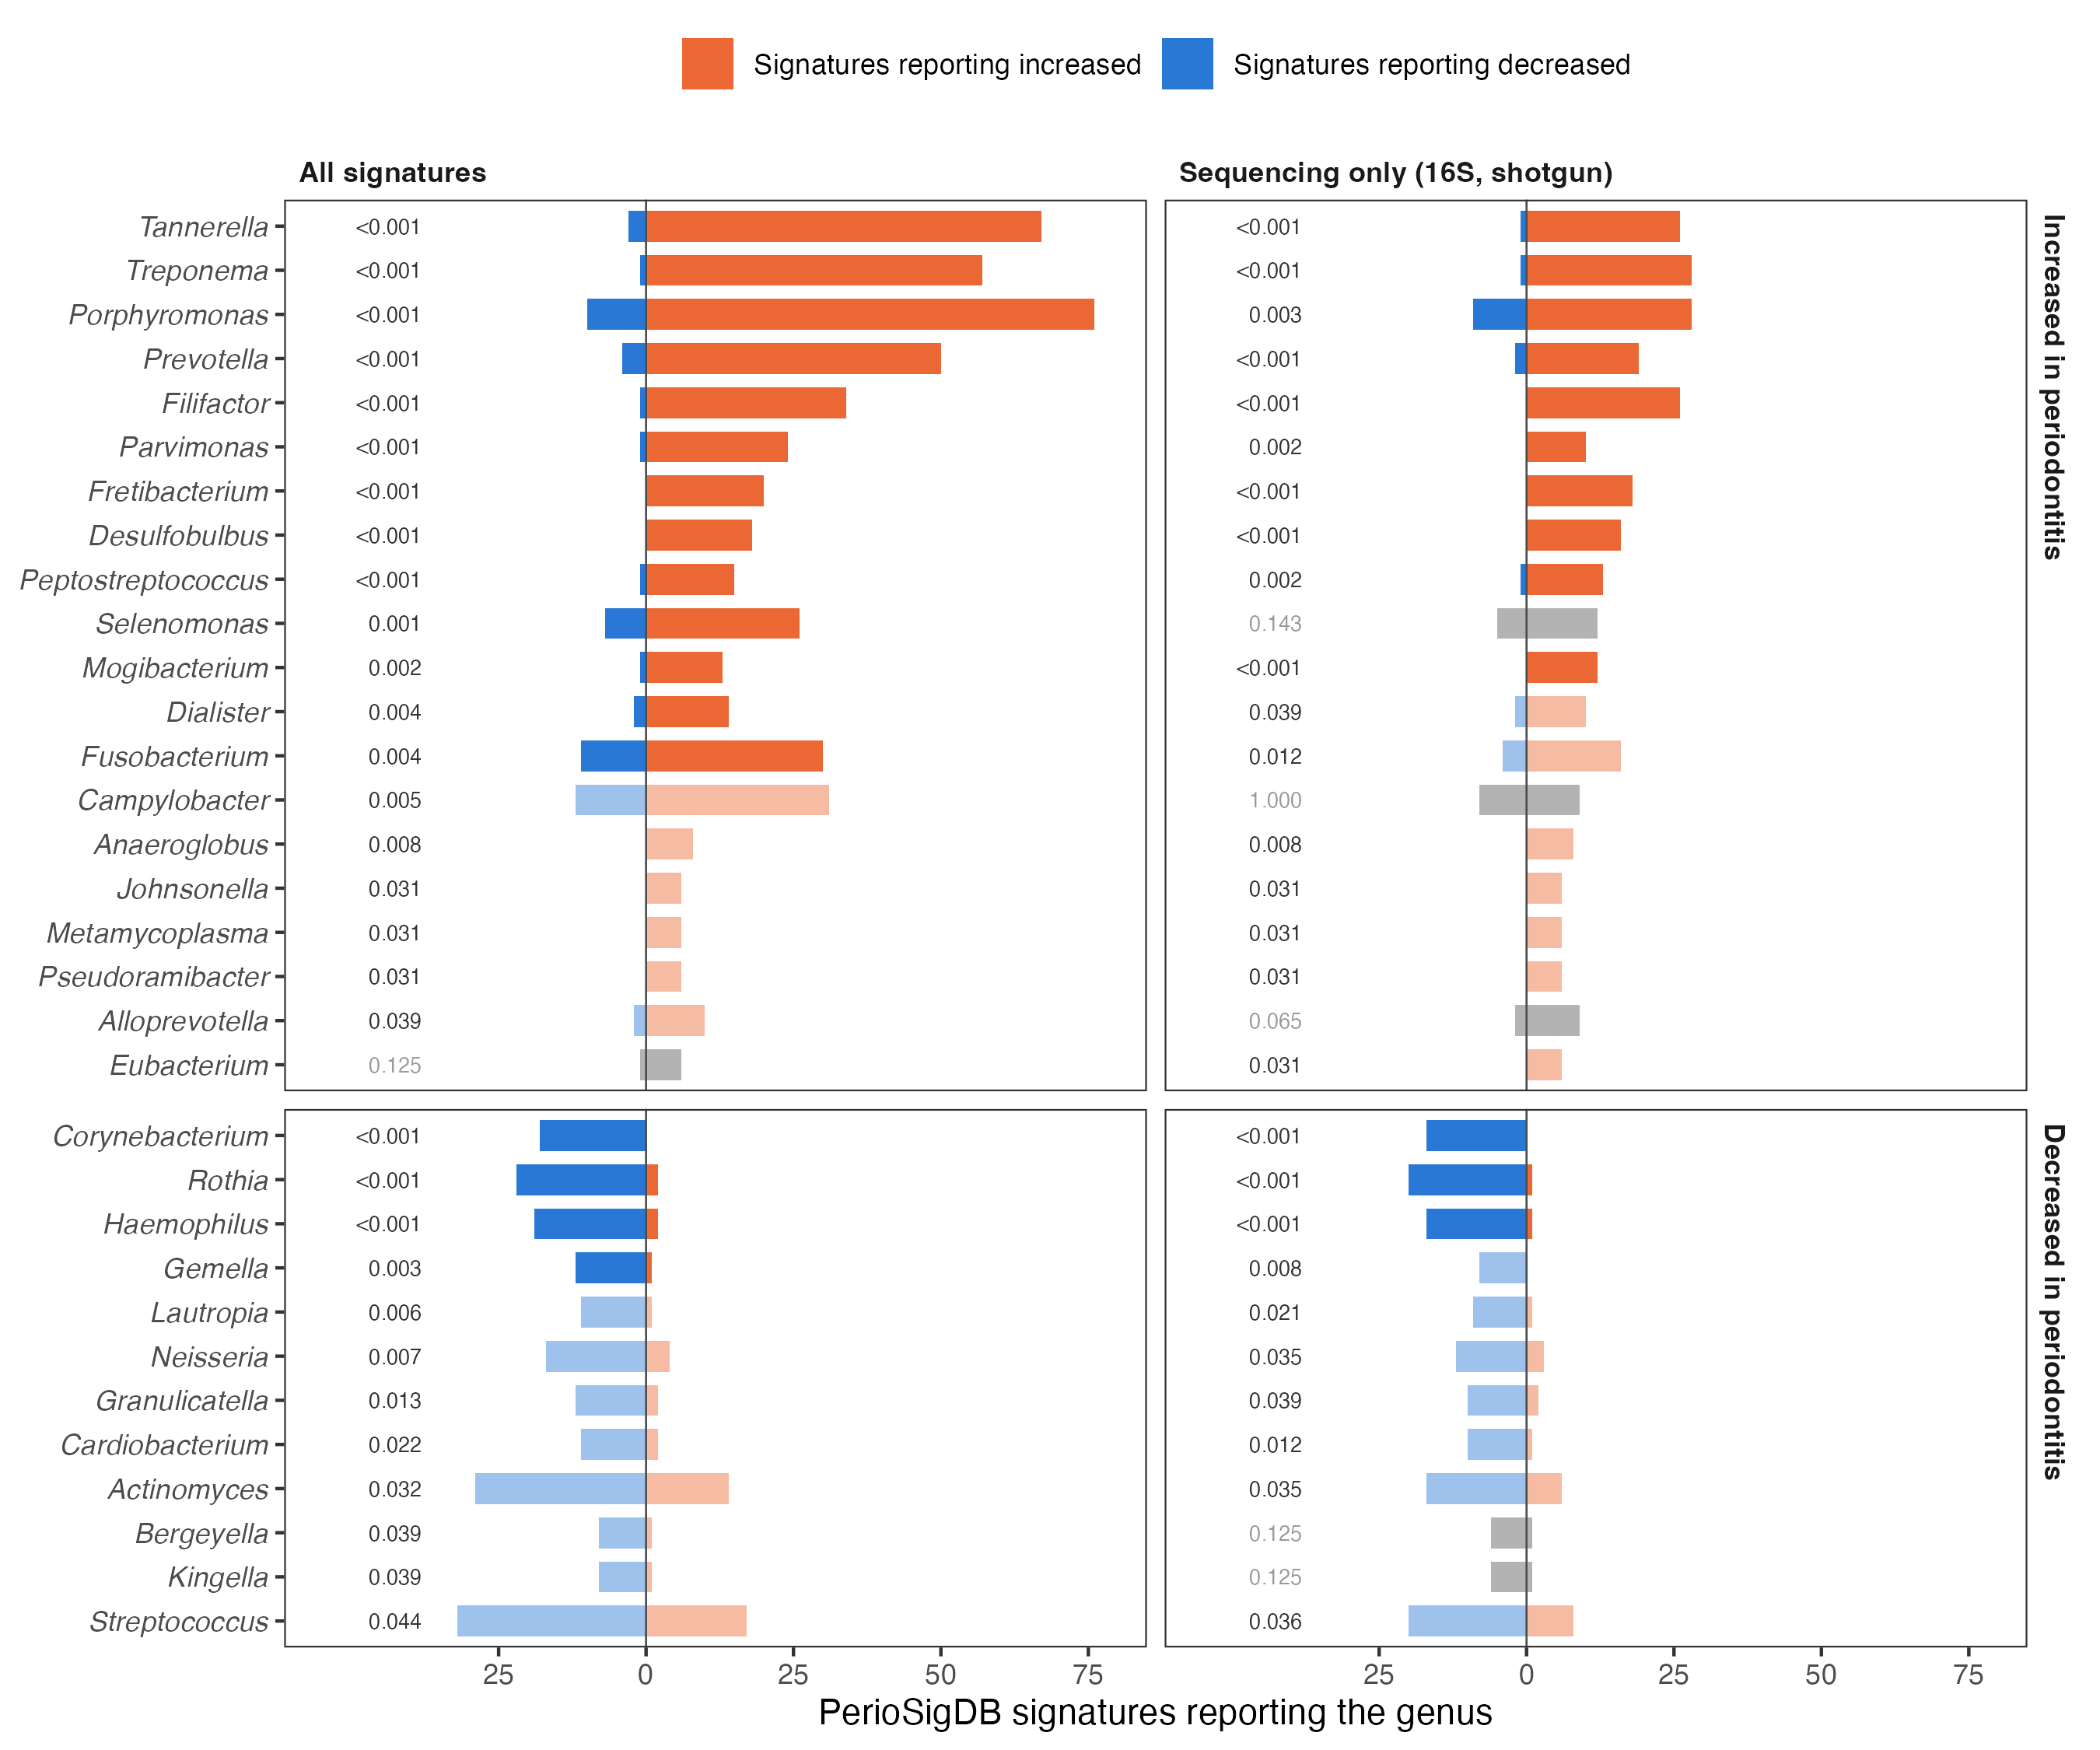 Signatures reporting increased Signatures reporting decreased
All signatures Sequencing only (16S, shotgun)
Tannerella <0.001 <0.001
Treponema <0.001 <0.001
Porphyromonas <0.001 0.003
Prevotella <0.001 <0.001
Filifactor <0.001 <0.001
Parvimonas <0.001 0.002
Fretibacterium <0.001 <0.001
Desulfobulbus <0.001 <0.001
Peptostreptococcus <0.001 0.002
Selenomonas 0.001 0.143
Mogibacterium 0.002 <0.001
Dialister 0.004 0.039
Fusobacterium 0.004 0.012
Campylobacter 0.005 1.000
Anaeroglobus 0.008 0.008
Johnsonella 0.031 0.031
Metamycoplasma 0.031 0.031
Pseudoramibacter 0.031 0.031
Alloprevotella 0.039 0.065
Eubacterium 0.125 0.031
Increased in periodontitis
Corynebacterium <0.001 <0.001
Rothia <0.001 <0.001
Haemophilus <0.001 <0.001
Gemella 0.003 0.008
Lautropia 0.006 0.021
Neisseria 0.007 0.035
Granulicatella 0.013 0.039
Cardiobacterium 0.022 0.012
Actinomyces 0.032 0.035
Bergeyella 0.039 0.125
Kingella 0.039 0.125
Streptococcus 0.044 0.036
Decreased in periodontitis
25 0 25 50 75 25 0 25 50 75
PerioSigDB signatures reporting the genus